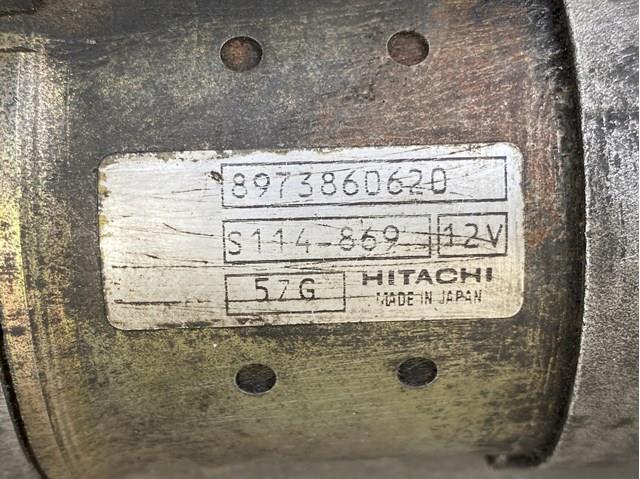 8973860620
S114-869 12V
57G HITACHI
MADE IN JAPAN